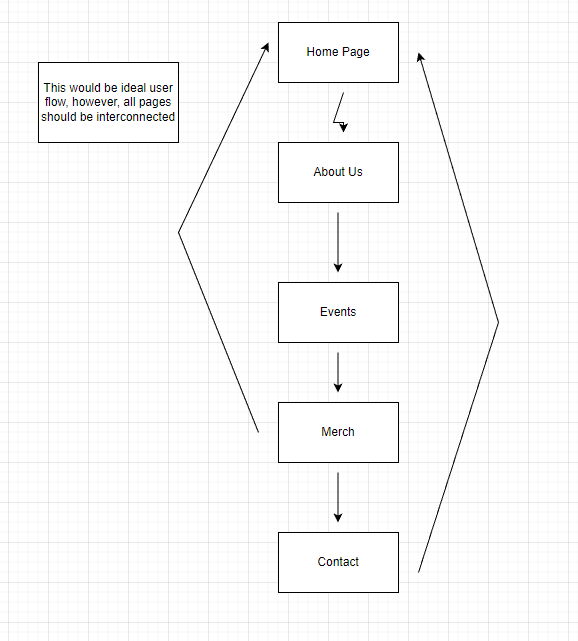 Home Page
This would be ideal user
flow, however, all pages
should be interconnected
About Us
Events
Merch
Contact